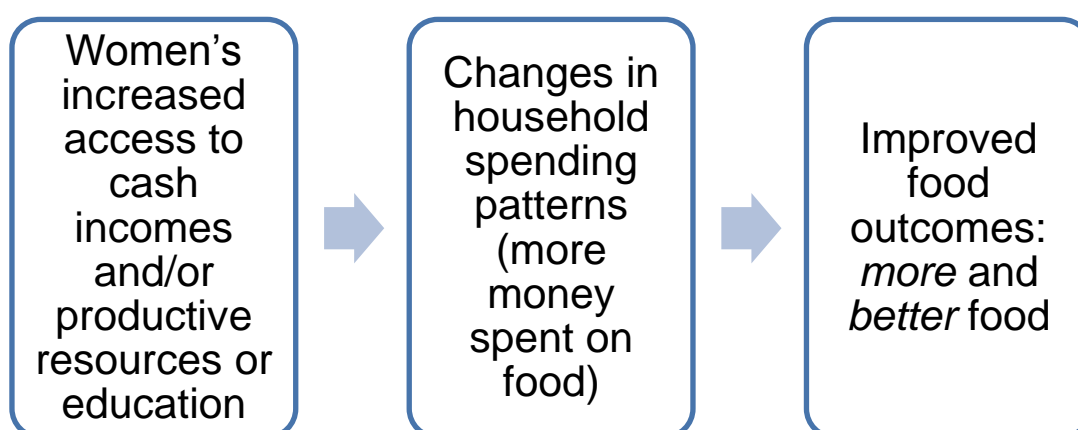 Women’s
increased
access to
cash
incomes
and/or
productive
resources or
education
Changes in
household
spending
patterns
(more
money
spent on
food)
Improved
food
outcomes:
more and
better food